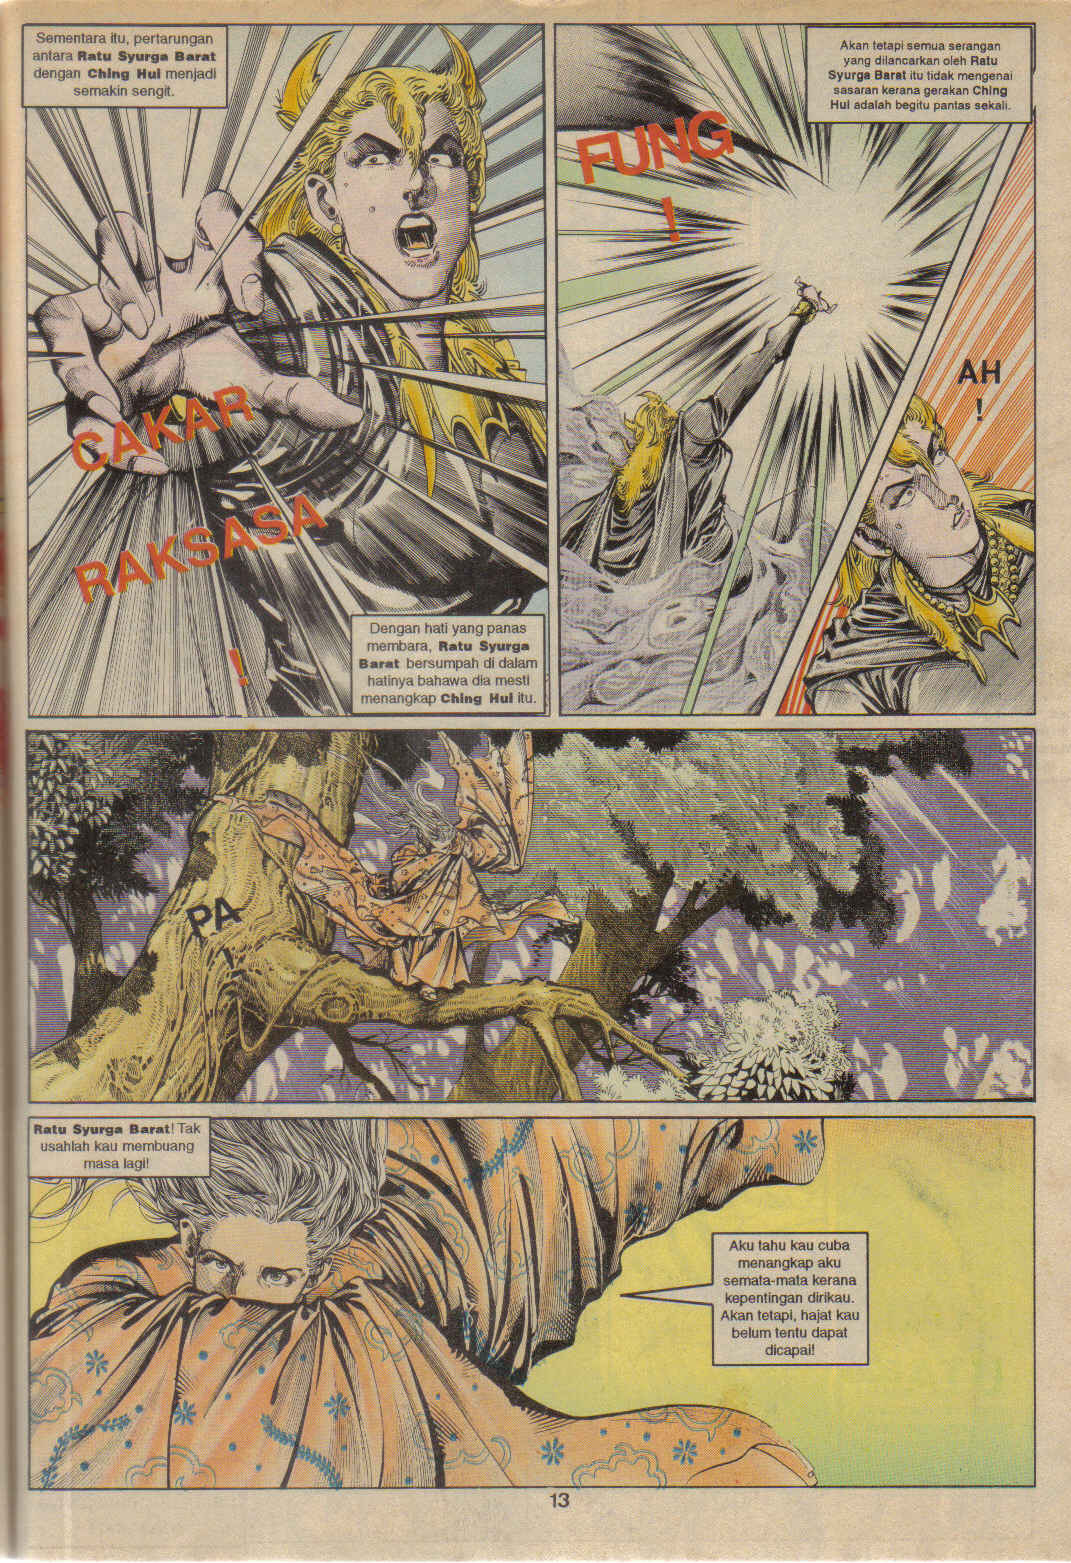 Sementara itu, pertarungan
antara Ratu Syurga Barat
dengan Ching Hui menjadi
semakin sengit.
CAKAR
RAKSASA
!
Dengan hati yang panas
membara, Ratu Syurga
Barat bersumpah di dalam
hatinya bahawa dia mesti
menangkap Ching Hui itu.
Akan tetapi semua serangan
yang dilancarkan oleh Ratu
Syurga Barat itu tidak mengenai
sasaran kerana gerakan Ching
Hui adalah begitu pantas sekali.
FUNG
!
AH
!
PA
!
Ratu Syurga Barat! Tak
usahlah kau membuang
masa lagi!
Aku tahu kau cuba
menangkap aku
semata-mata kerana
kepentingan dirikau.
Akan tetapi, hajat kau
belum tentu dapat
dicapai!
13